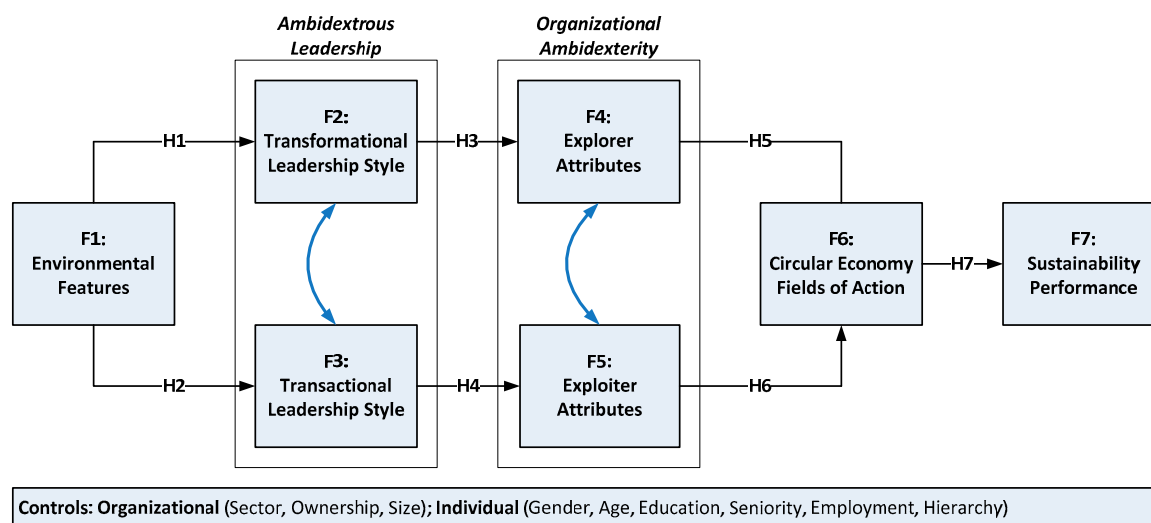 Ambidextrous
Leadership
Organizational
Ambidexterity
F2:
Transformational
Leadership Style
F4:
Explorer
Attributes
H1
H3
H5
F1:
Environmental
Features
F6:
Circular Economy
Fields of Action
H7
F7:
Sustainability
Performance
F3:
Transactional
Leadership Style
F5:
Exploiter
Attributes
H2
H4
H6
Controls: Organizational (Sector, Ownership, Size); Individual (Gender, Age, Education, Seniority, Employment, Hierarchy)